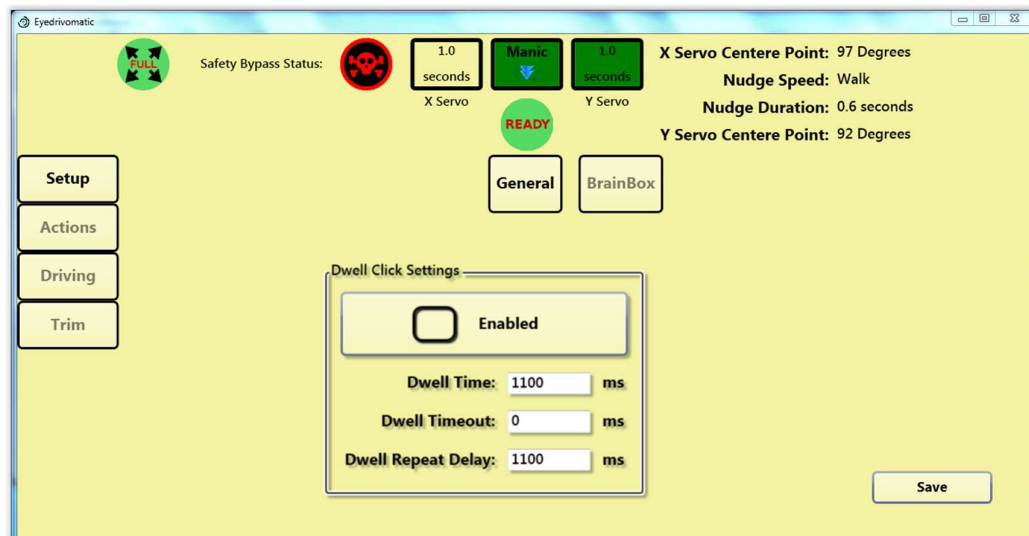 Eyedrivomatic
FULL
Safety Bypass Status:
1.0
seconds
X Servo
Manic
1.0
seconds
Y Servo
READY
X Servo Centere Point: 97 Degrees
Nudge Speed: Walk
Nudge Duration: 0.6 seconds
Y Servo Centere Point: 92 Degrees
Setup
Actions
Driving
Trim
General
BrainBox
Dwell Click Settings
Enabled
Dwell Time: 1100 ms
Dwell Timeout: 0 ms
Dwell Repeat Delay: 1100 ms
Save